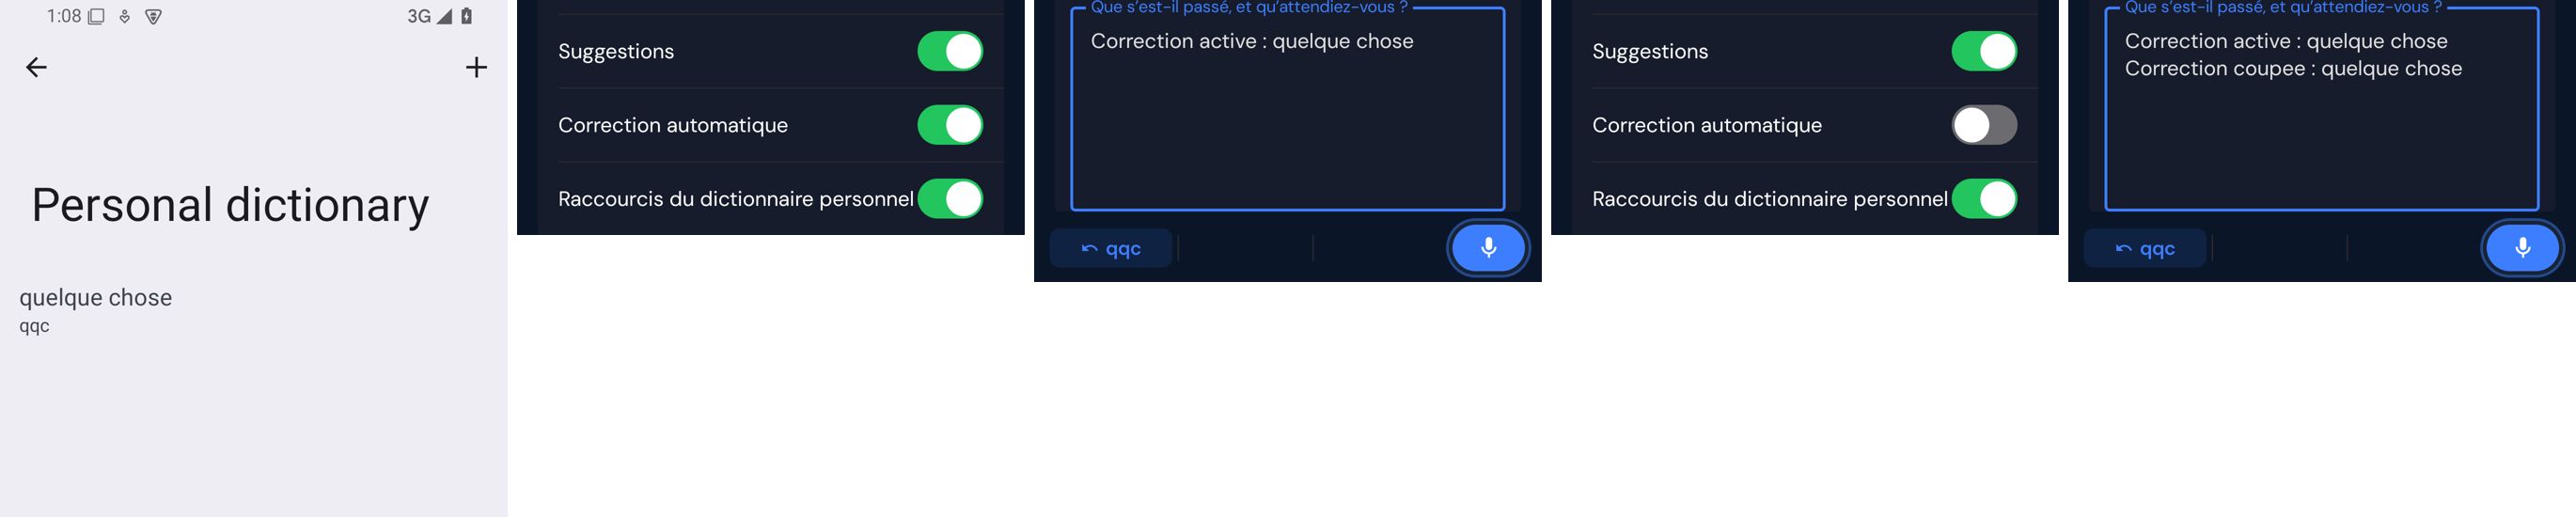 1:08
3G
Personal dictionary
quelque chose
qqc
Suggestions
Correction automatique
Raccourcis du dictionnaire personnel
Que s’est-il passé, et qu’attendiez-vous ?
Correction active : quelque chose
qqc
Suggestions
Correction automatique
Raccourcis du dictionnaire personnel
Que s’est-il passé, et qu’attendiez-vous ?
Correction active : quelque chose
Correction coupee : quelque chose
qqc